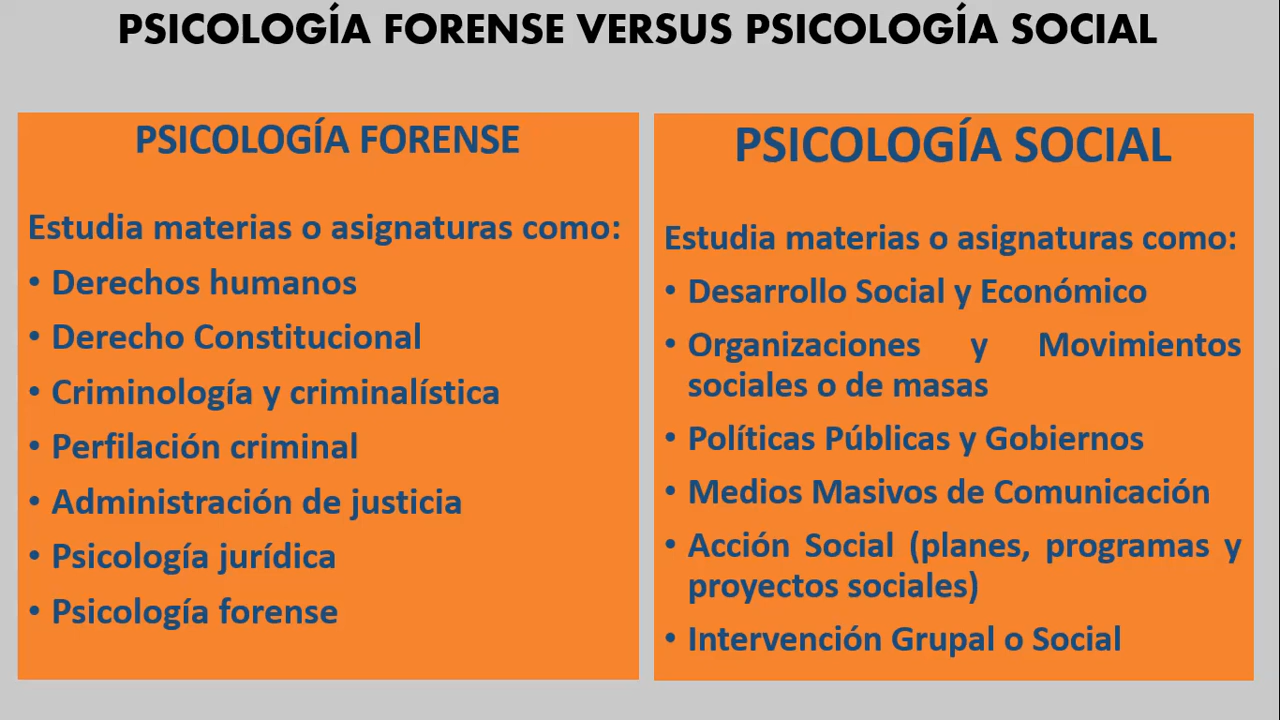 PSICOLOGÍA FORENSE VERSUS PSICOLOGÍA SOCIAL
PSICOLOGÍA FORENSE
Estudia materias o asignaturas como:
• Derechos humanos
• Derecho Constitucional
• Criminología y criminalística
• Perfilación criminal
• Administración de justicia
• Psicología jurídica
• Psicología forense
PSICOLOGÍA SOCIAL
Estudia materias o asignaturas como:
• Desarrollo Social y Económico
• Organizaciones y Movimientos
sociales o de masas
• Políticas Públicas y Gobiernos
• Medios Masivos de Comunicación
• Acción Social (planes, programas y
proyectos sociales)
• Intervención Grupal o Social